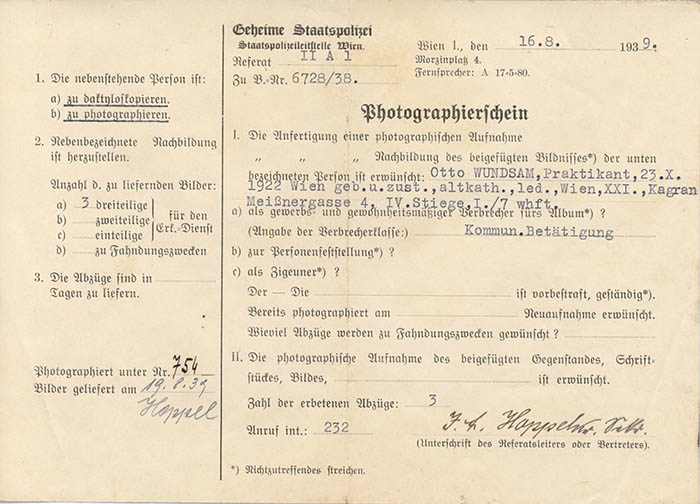 1. Die nebenstehende Person ist:
a) zu daktyloskopieren.
b) zu photographieren.
2. Nebenbezeichnete Nachbildung
ist herzustellen.
Anzahl d. zu liefernden Bilder:
a) 3 dreiteilige
b) zweiteilige
c) einteilige
für den
Erk.-Dienst
d) zu Fahndungszwecken
3. Die Abzüge sind in
Tagen zu liefern.
Photographiert unter Nr. 754
Bilder geliefert am 19.8.39
Hoppel
Geheime Staatspolizei
Staatspolizeileitstelle Wien.
Referat II A 1
Zu B.-Nr. 6728/38.
Wien I., den 16.8. 1939.
Morzinplatz 4.
Fernsprecher: A 17-5-80.
Photographierschein
I. Die Anfertigung einer photographischen Aufnahme
„ „ „ Nachbildung des beigefügten Bildnisses*) der unten
bezeichneten Person ist erwünscht: Otto WUNDSAM, Praktikant, 23.X.
1922 Wien geb.u.zust., altkath., led., Wien, XXI., Kagran
Meißnergasse 4, IV.Stiege, I./7 whft.
a) als gewerbs- und gewohnheitsmäßiger Verbrecher fürs Album*) ?
(Angabe der Verbrecherklasse:) Kommun.Betätigung
b) zur Personenfeststellung*) ?
c) als Zigeuner*) ?
Der — Die ist vorbestraft, geständig*).
Bereits photographiert am Neuaufnahme erwünscht.
Wieviel Abzüge werden zu Fahndungszwecken gewünscht ?
II. Die photographische Aufnahme des beigefügten Gegenstandes, Schrift-
stückes, Bildes, ist erwünscht.
Zahl der erbetenen Abzüge: 3
Anruf int.: 232
(Unterschrift des Referatsleiters oder Vertreters).
*) Nichtzutreffendes streichen.